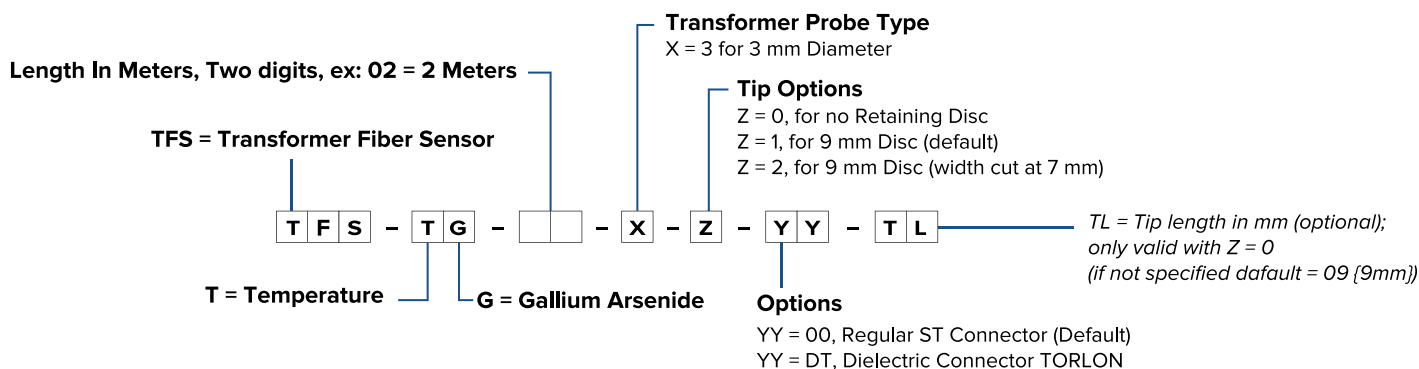 Transformer Probe Type
X = 3 for 3 mm Diameter
Length In Meters, Two digits, ex: 02 = 2 Meters
Tip Options
Z = 0, for no Retaining Disc
Z = 1, for 9 mm Disc (default)
Z = 2, for 9 mm Disc (width cut at 7 mm)
TFS = Transformer Fiber Sensor
T F S - T G - - X - Z - Y Y - T L
TL = Tip length in mm (optional);
only valid with Z = 0
(if not specified dafault = 09 {9mm})
T = Temperature
G = Gallium Arsenide
Options
YY = 00, Regular ST Connector (Default)
YY = DT, Dielectric Connector TORLON